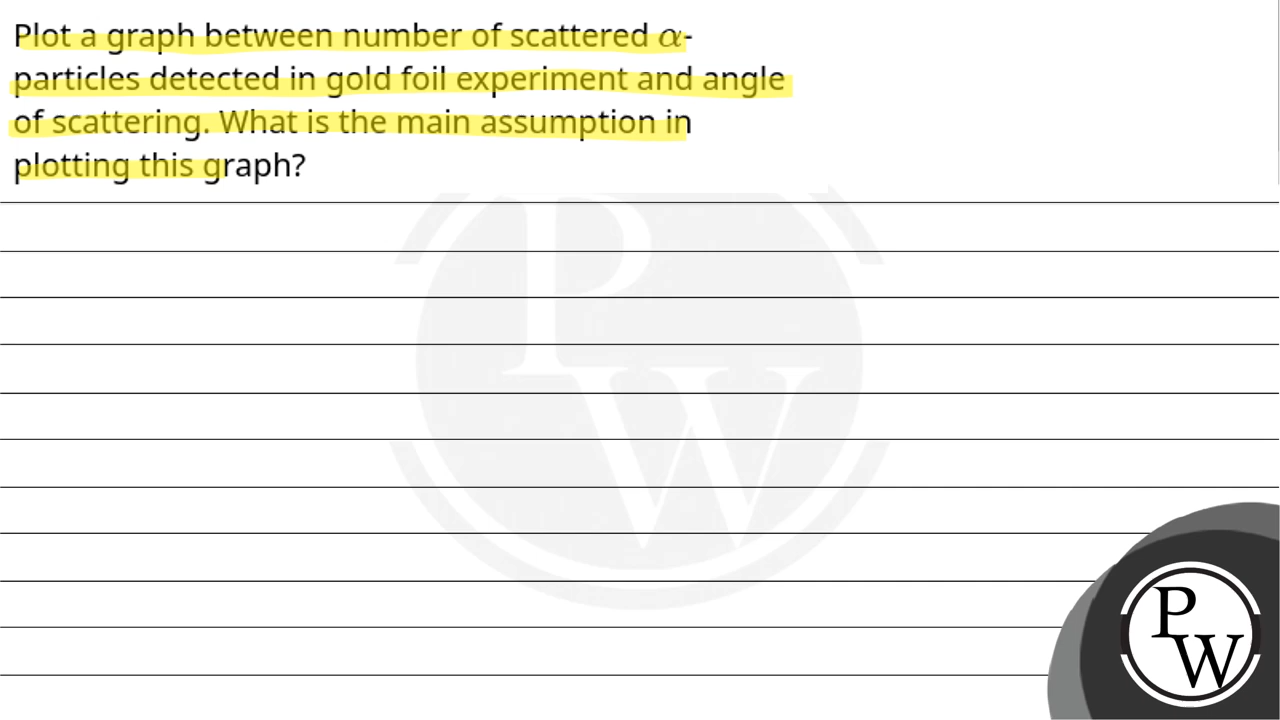 Plot a graph between number of scattered α-
particles detected in gold foil experiment and angle
of scattering. What is the main assumption in
plotting this graph?
P
W
P
W